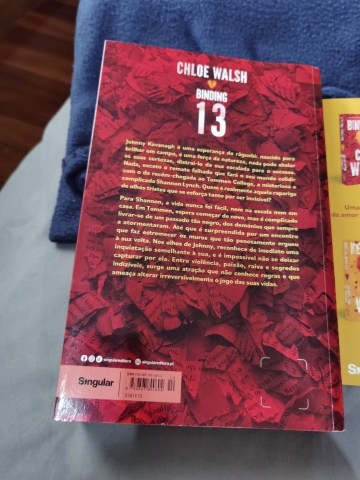 CHLOE WALSH
BINDING
13
Johnny Kavanagh é uma esperança do râguebi: nascido para
brilhar em campo, é uma força de natureza, nada pode abalar
as suas certezas, distraí-lo da sua escalada para o sucesso.
Nada, exceto o remate falhado que fará o seu mundo colidir
com o da recém-chegada ao Tommen College, a misteriosa e
complicada Shannon Lynch. Quem é realmente aquela rapariga
de olhos tristes que se esforça tanto por ser invisível?
Para Shannon, a vida nunca foi fácil, nem na escola nem em
casa. Em Tommen, espera começar do novo, mas é complicado
livrar-se de um passado tão negro, dos demónios que sempre
a atormentaram. Até que é surpreendida por um encontro
que faz estremecer os muros que tão penosamente ergueu
à sua volta. Nos olhos de Johnny, reconhece de imediato uma
inquietação semelhante à sua, e é impossível não se deixar
capturar por ela. Entre violência, paixão, raiva e segredos
indizíveis, surge uma atração que não conhece regras e que
ameaça alterar irreversivelmente o jogo das suas vidas.
singulareditora
singulareditora.pt
Singular